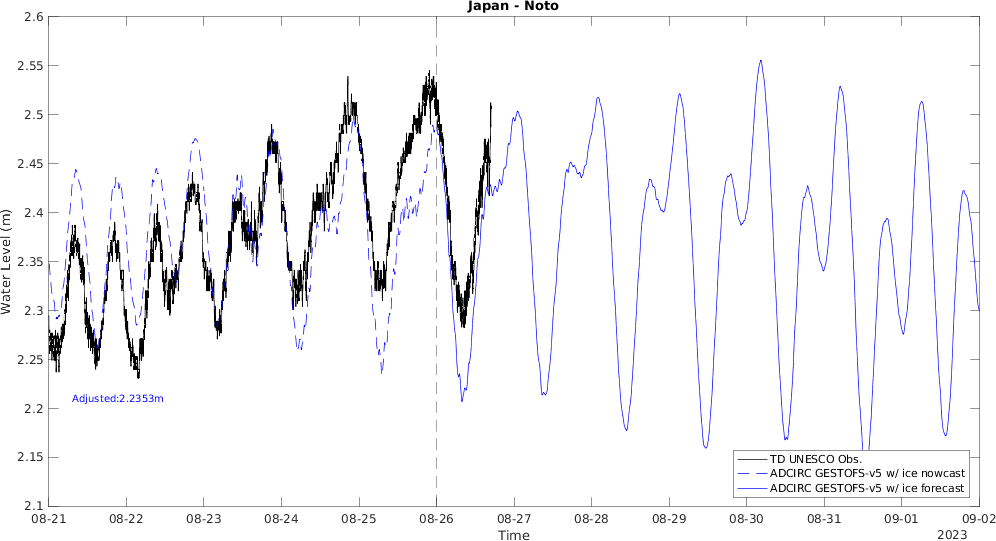 Japan - Noto
2.6
2.55
2.5
2.45
2.4
2.35
2.3
2.25
2.2
2.15
2.1
Water Level (m)
Adjusted:2.2353m
TD UNESCO Obs.
ADCIRC GESTOFS-v5 w/ ice nowcast
ADCIRC GESTOFS-v5 w/ ice forecast
08-21 08-22 08-23 08-24 08-25 08-26 08-27 08-28 08-29 08-30 08-31 09-01 09-02
Time
2023